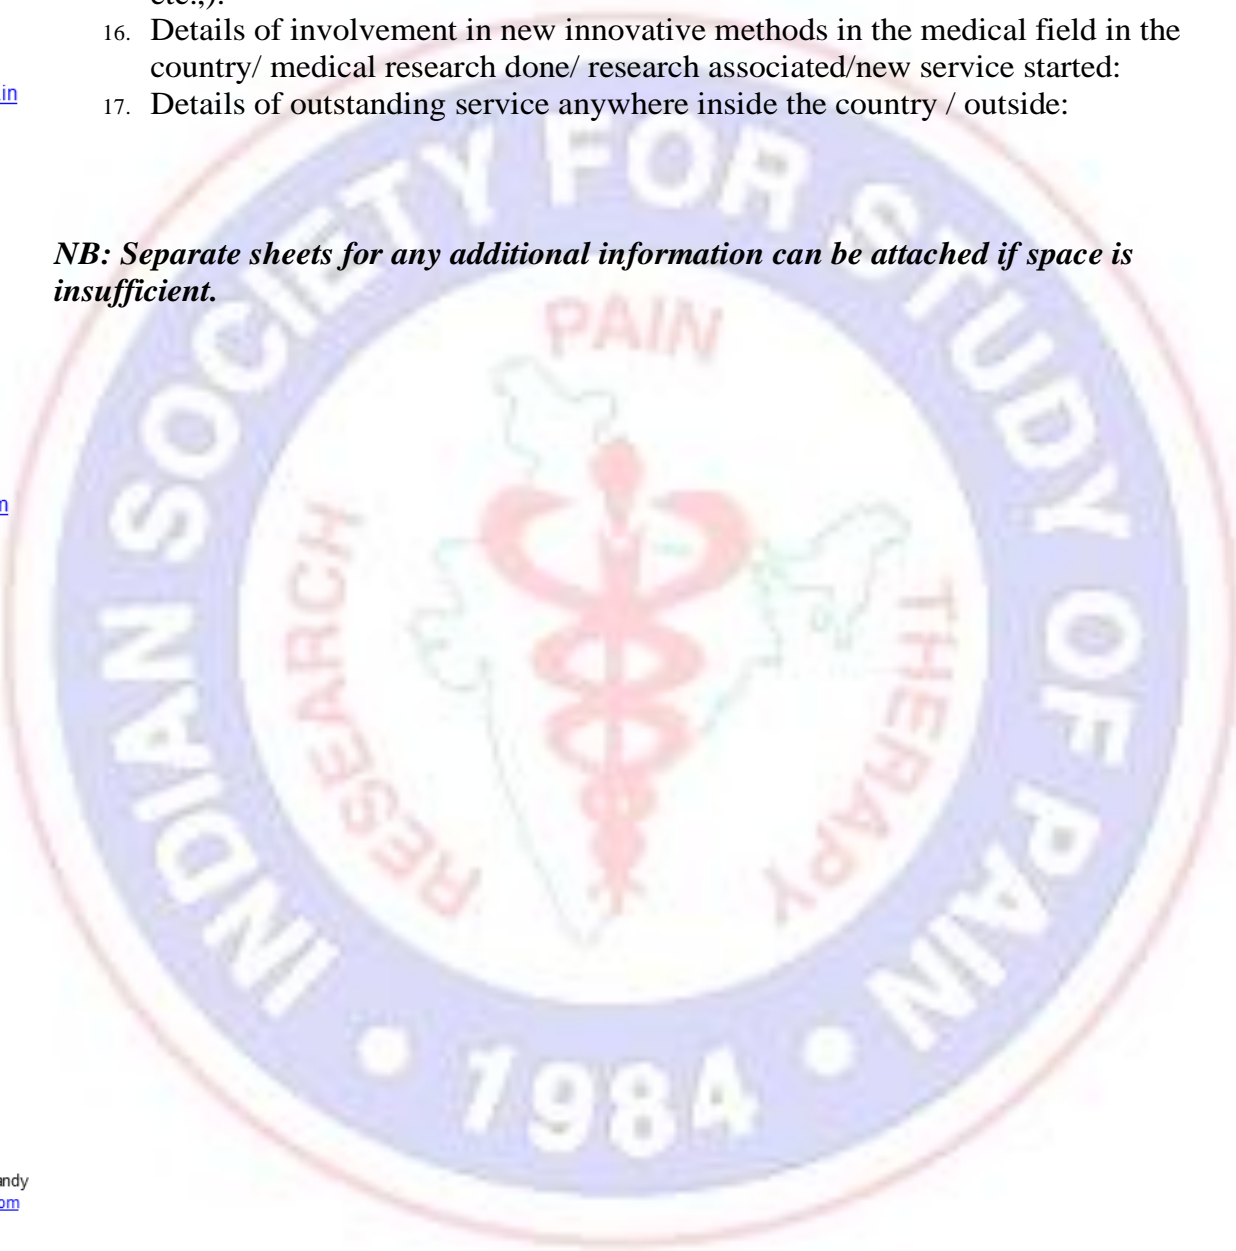 16. Details of involvement in new innovative methods in the medical field in the
country/ medical research done/ research associated/new service started:
17. Details of outstanding service anywhere inside the country / outside:
NB: Separate sheets for any additional information can be attached if space is
insufficient.
INDIAN SOCIETY FOR STUDY OF PAIN
PAIN
RESEARCH
THERAPY
1984